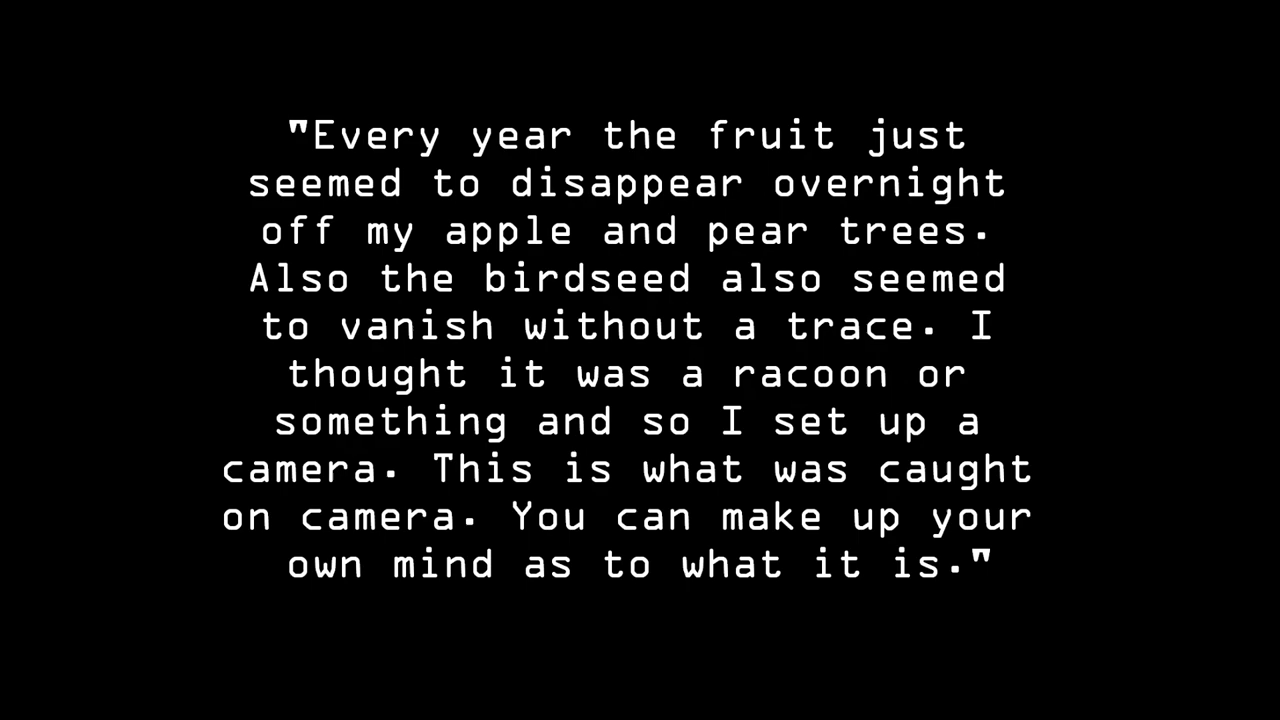 "Every year the fruit just
seemed to disappear overnight
off my apple and pear trees.
Also the birdseed also seemed
to vanish without a trace. I
thought it was a racoon or
something and so I set up a
camera. This is what was caught
on camera. You can make up your
own mind as to what it is."